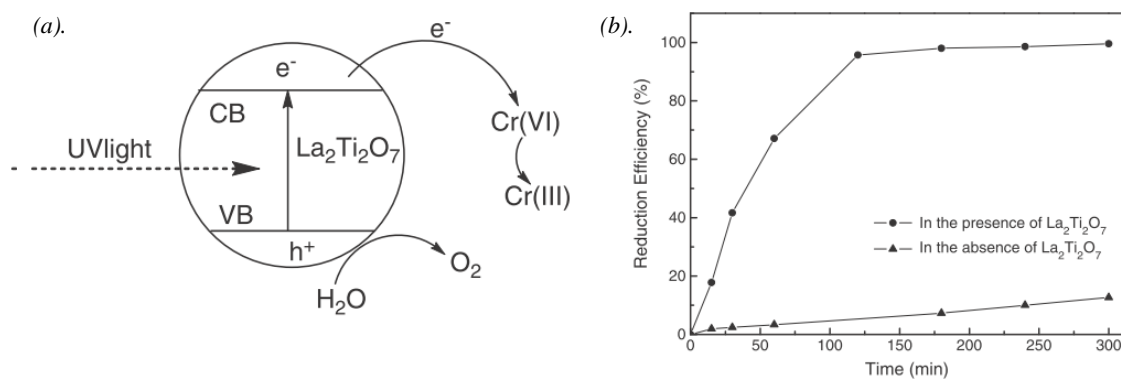 (a).
e⁻
e⁻
CB
Cr(VI)
UVlight
La₂Ti₂O₇
Cr(III)
VB
h⁺
O₂
H₂O
(b).
Reduction Efficiency (%)
100
80
60
40
20
0
In the presence of La₂Ti₂O₇
In the absence of La₂Ti₂O₇
0 50 100 150 200 250 300
Time (min)